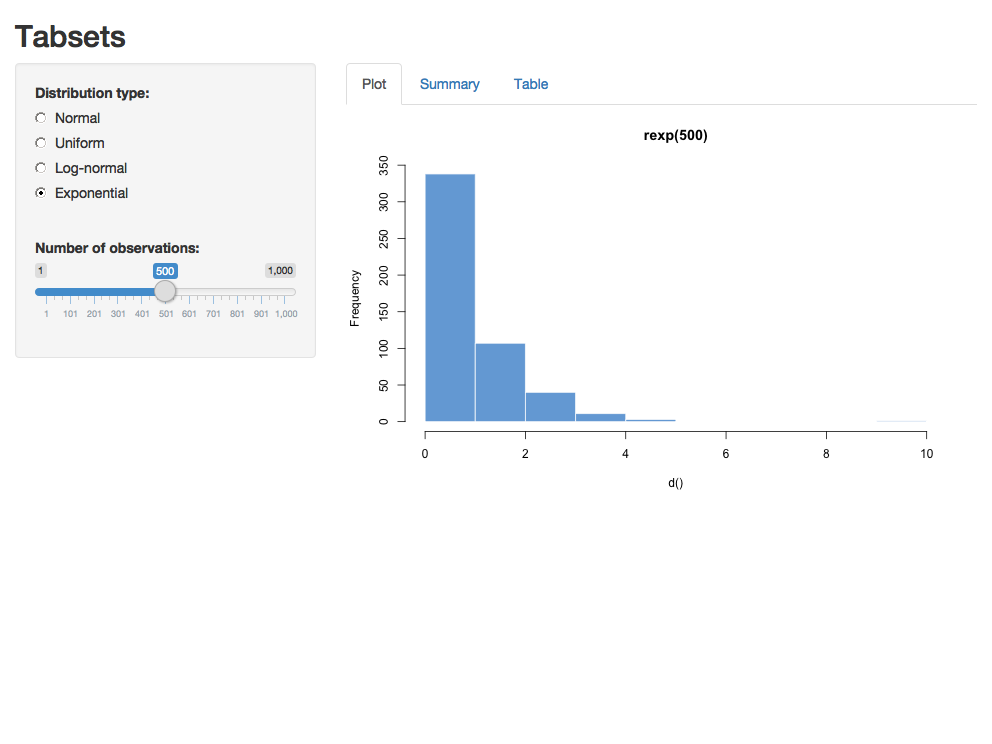 Tabsets
Distribution type:
Normal
Uniform
Log-normal
Exponential
Number of observations:
1 500 1,000
1 101 201 301 401 501 601 701 801 901 1,000
Plot Summary Table
rexp(500)
Frequency
350
300
250
200
150
100
50
0
0 2 4 6 8 10
d()